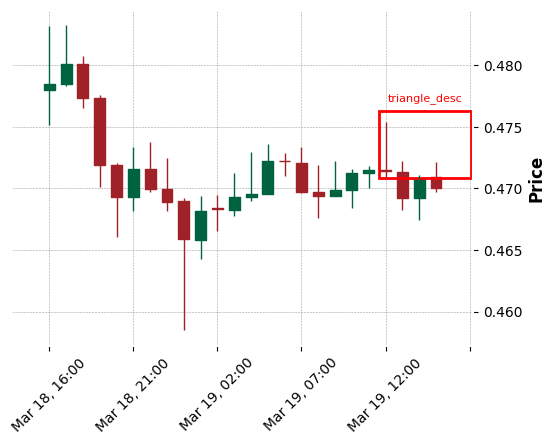 triangle_desc
0.480
0.475
0.470
0.465
0.460
Price
Mar 18, 16:00
Mar 18, 21:00
Mar 19, 02:00
Mar 19, 07:00
Mar 19, 12:00